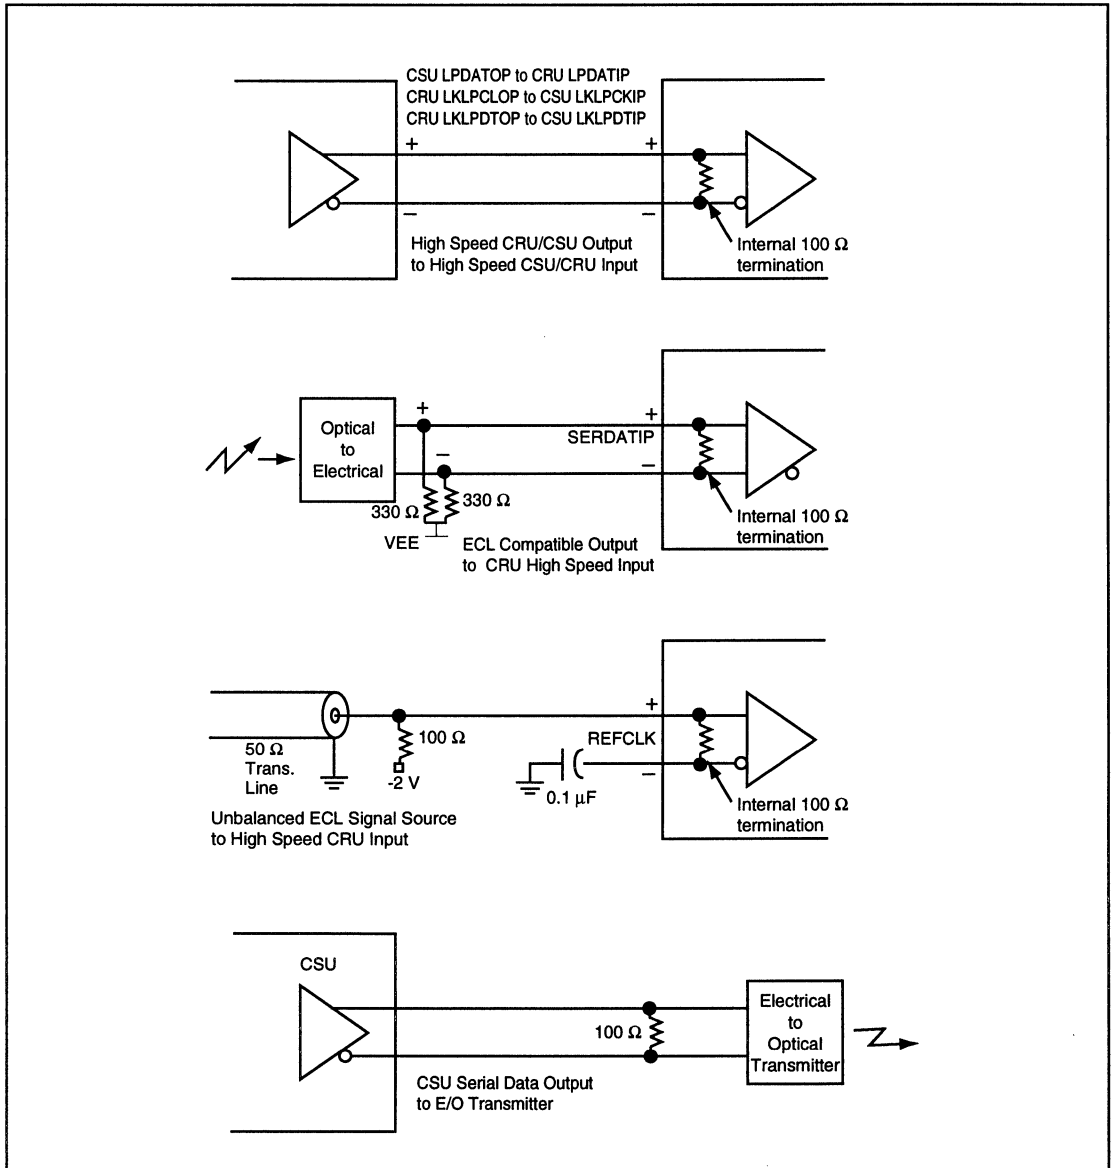 CSU LPDATOP to CRU LPDATIP
CRU LKLPCLOP to CSU LKLPCKIP
CRU LKLPDTOP to CSU LKLPDTIP
+
+
–
–
High Speed CRU/CSU Output
to High Speed CSU/CRU Input
Internal 100 Ω
termination
Optical
to
Electrical
+
–
+
SERDATIP
–
330 Ω
330 Ω
VEE
ECL Compatible Output
to CRU High Speed Input
Internal 100 Ω
termination
50 Ω
Trans.
Line
100 Ω
-2 V
+
REFCLK
–
0.1 µF
Unbalanced ECL Signal Source
to High Speed CRU Input
Internal 100 Ω
termination
CSU
100 Ω
Electrical
to
Optical
Transmitter
CSU Serial Data Output
to E/O Transmitter